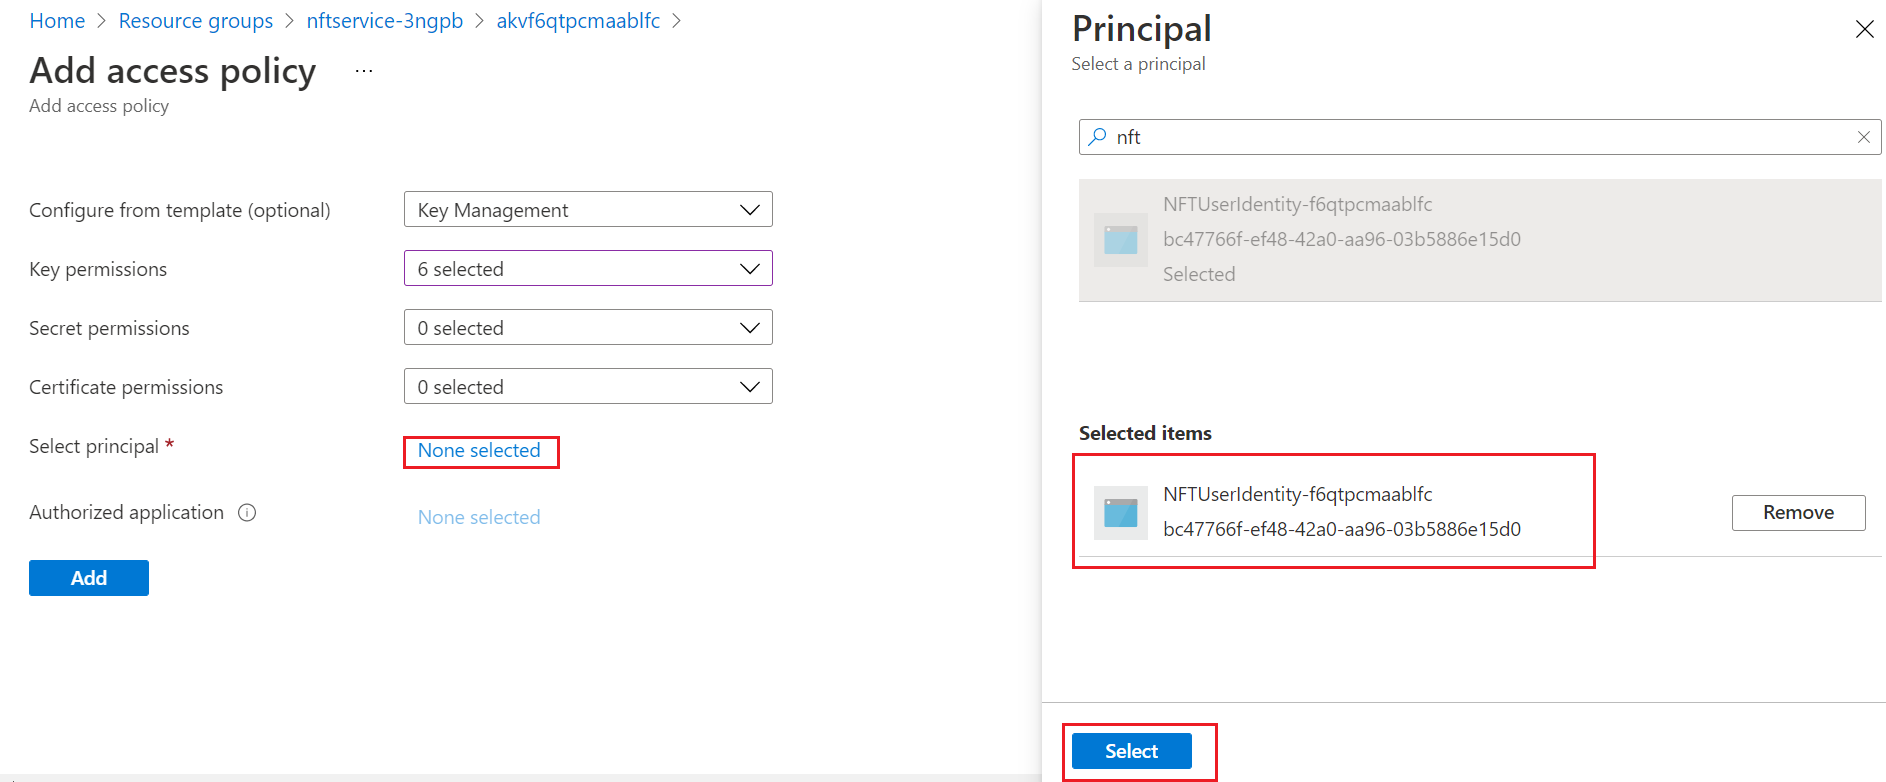 Home > Resource groups > nftservice-3ngpb > akvf6qtpcmaablfc >
Add access policy ...
Add access policy
Configure from template (optional)
Key Management
Key permissions
6 selected
Secret permissions
0 selected
Certificate permissions
0 selected
Select principal *
None selected
Authorized application
None selected
Add
Principal
Select a principal
nft
NFTUserIdentity-f6qtpcmaablfc
bc47766f-ef48-42a0-aa96-03b5886e15d0
Selected
Selected items
NFTUserIdentity-f6qtpcmaablfc
bc47766f-ef48-42a0-aa96-03b5886e15d0
Remove
Select